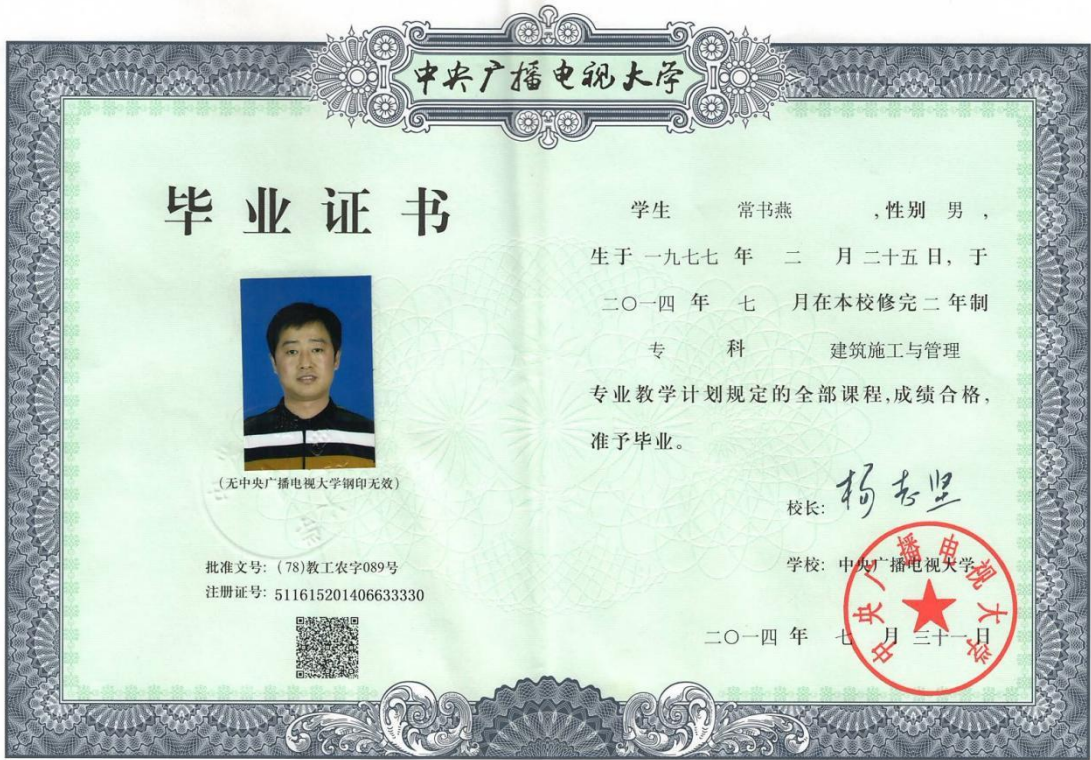 中央广播电视大学
毕业证书
(无中央广播电视大学钢印无效)
批准文号: (78)教工农字089号
注册证号: 511615201406633330
学生 常书燕 , 性别 男 ,
生于 一九七七 年 二 月 二十五 日, 于
二〇一四 年 七 月在本校修完 二 年制
专 科 建筑施工与管理
专业教学计划规定的全部课程,成绩合格,
准予毕业。
校长: 杨志坚
学校: 中央广播电视大学
中央广播电视大学
二〇一四 年 七 月 三十一 日